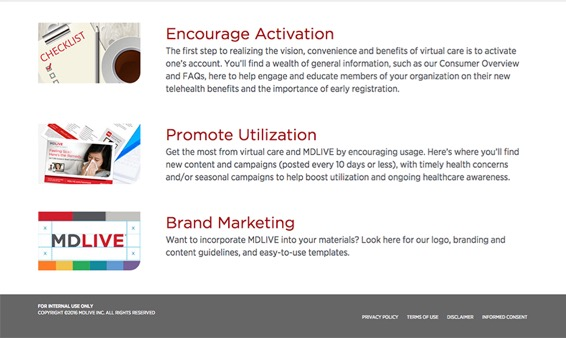 CHECKLIST
Encourage Activation
The first step to realizing the vision, convenience and benefits of virtual care is to activate
one's account. You'll find a wealth of general information, such as our Consumer Overview
and FAQs, here to help engage and educate members of your organization on their new
telehealth benefits and the importance of early registration.
MDLIVE
Promote Utilization
Get the most from virtual care and MDLIVE by encouraging usage. Here's where you'll find
new content and campaigns (posted every 10 days or less), with timely health concerns
and/or seasonal campaigns to help boost utilization and ongoing healthcare awareness.
MDLIVE
Brand Marketing
Want to incorporate MDLIVE into your materials? Look here for our logo, branding and
content guidelines, and easy-to-use templates.
FOR INTERNAL USE ONLY
COPYRIGHT ©2016 MDLIVE INC. ALL RIGHTS RESERVED
PRIVACY POLICY TERMS OF USE DISCLAIMER INFORMED CONSENT